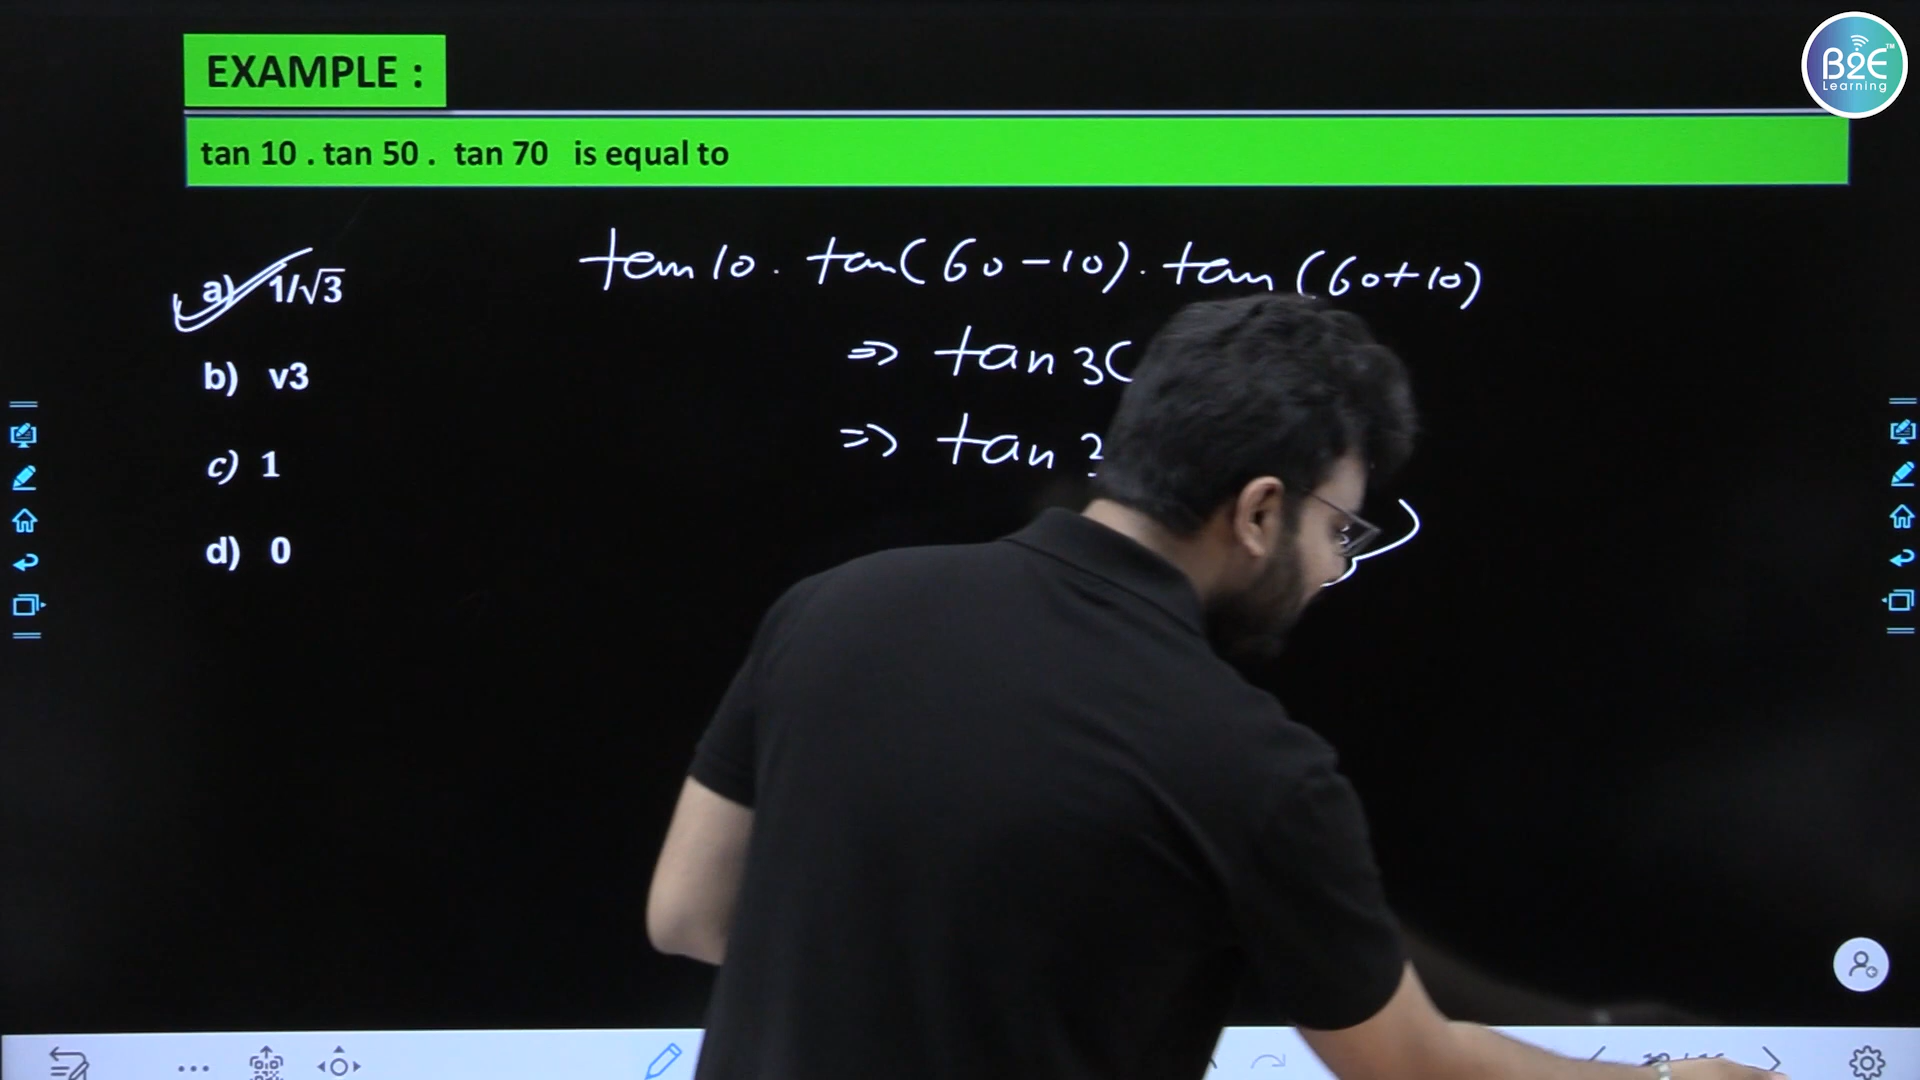 EXAMPLE :
B2E
TM
Learning
tan 10 . tan 50 . tan 70 is equal to
tan 10 . tan(60-10) . tan(60+10)
a) 1/√3
⇒ tan 3(
b) v3
⇒ tan
c) 1
d) 0